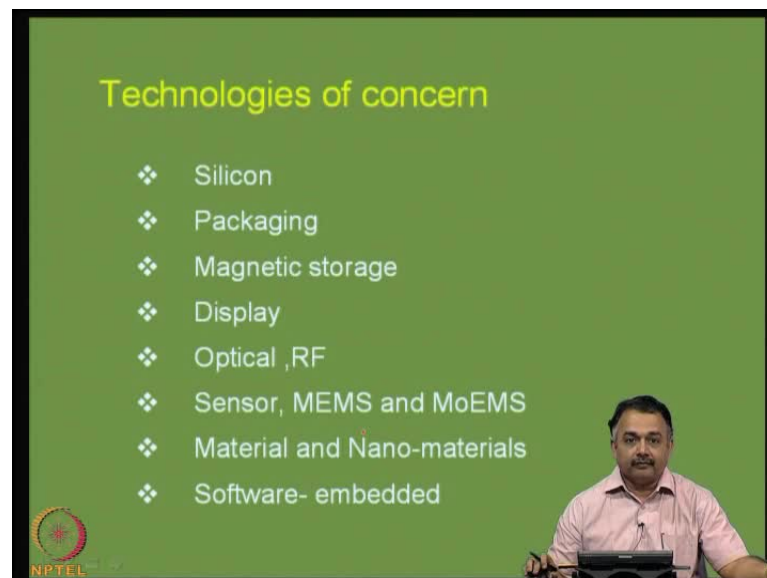 Technologies of concern
❖ Silicon
❖ Packaging
❖ Magnetic storage
❖ Display
❖ Optical ,RF
❖ Sensor, MEMS and MoEMS
❖ Material and Nano-materials
❖ Software- embedded
NPTEL